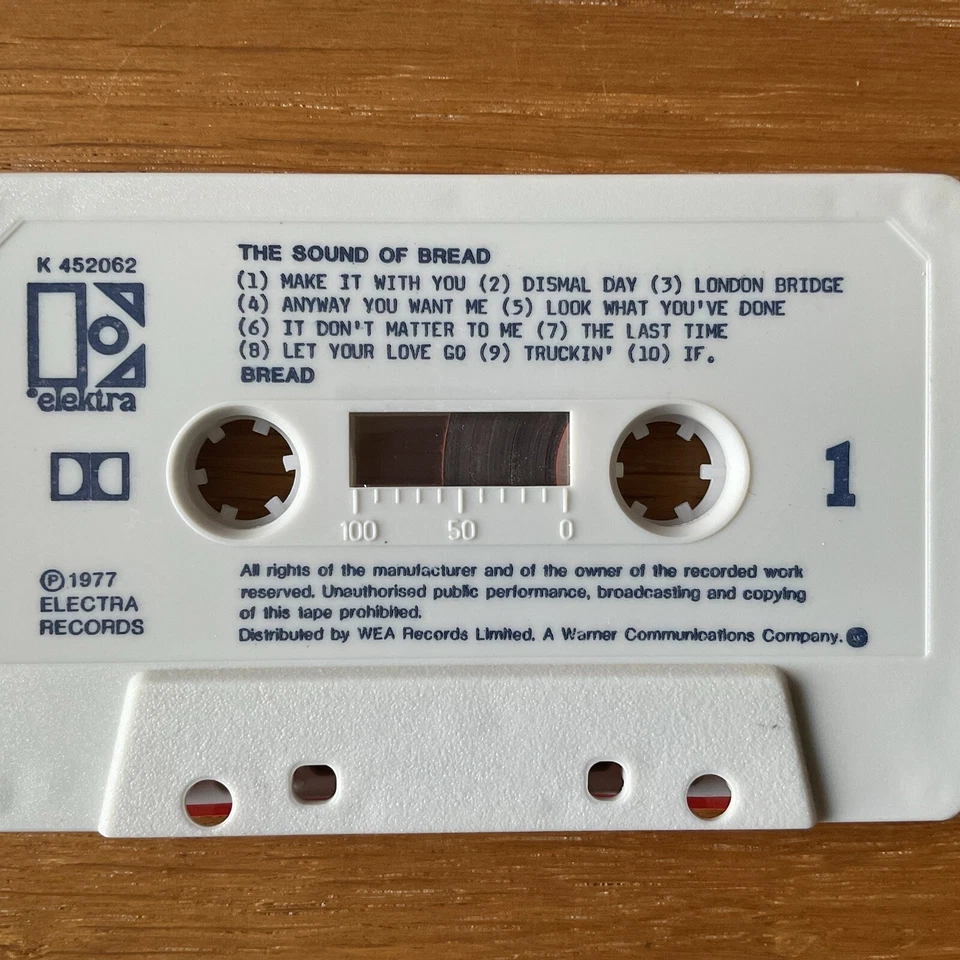 K 452062
elektra
THE SOUND OF BREAD
(1) MAKE IT WITH YOU (2) DISMAL DAY (3) LONDON BRIDGE
(4) ANYWAY YOU WANT ME (5) LOOK WHAT YOU'VE DONE
(6) IT DON'T MATTER TO ME (7) THE LAST TIME
(8) LET YOUR LOVE GO (9) TRUCKIN' (10) IF.
BREAD
100 50 0
1
Ⓟ 1977
ELECTRA
RECORDS
All rights of the manufacturer and of the owner of the recorded work
reserved. Unauthorised public performance, broadcasting and copying
of this tape prohibited.
Distributed by WEA Records Limited. A Warner Communications Company.